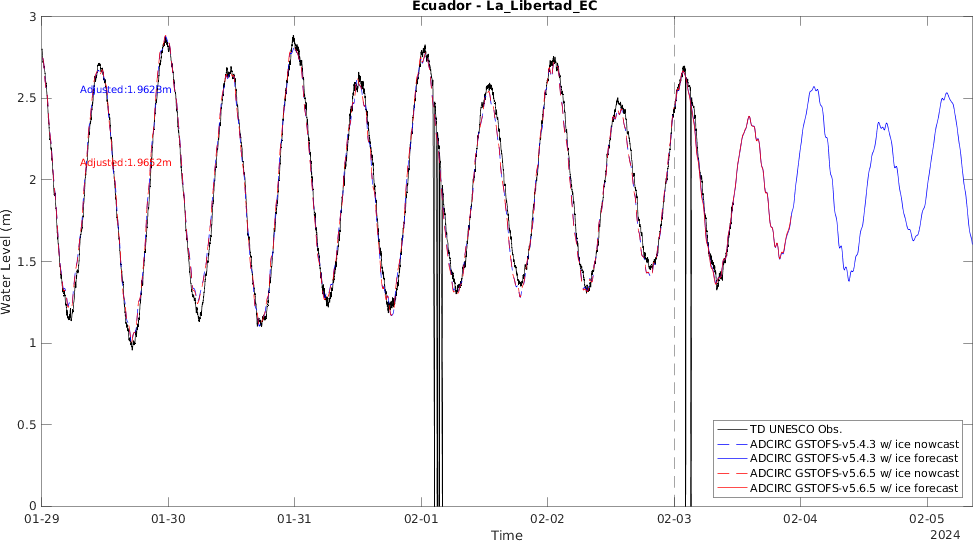 Ecuador - La_Libertad_EC
3
2.5
2
1.5
1
0.5
0
Water Level (m)
Adjusted:1.9628m
Adjusted:1.9652m
TD UNESCO Obs.
ADCIRC GSTOFS-v5.4.3 w/ ice nowcast
ADCIRC GSTOFS-v5.4.3 w/ ice forecast
ADCIRC GSTOFS-v5.6.5 w/ ice nowcast
ADCIRC GSTOFS-v5.6.5 w/ ice forecast
01-29 01-30 01-31 02-01 02-02 02-03 02-04 02-05
Time
2024